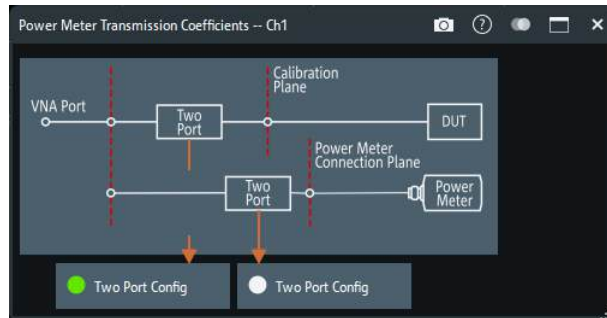 Power Meter Transmission Coefficients -- Ch1
Calibration
Plane
VNA Port
Two
Port
DUT
Power Meter
Connection Plane
Two
Port
Power
Meter
Two Port Config
Two Port Config